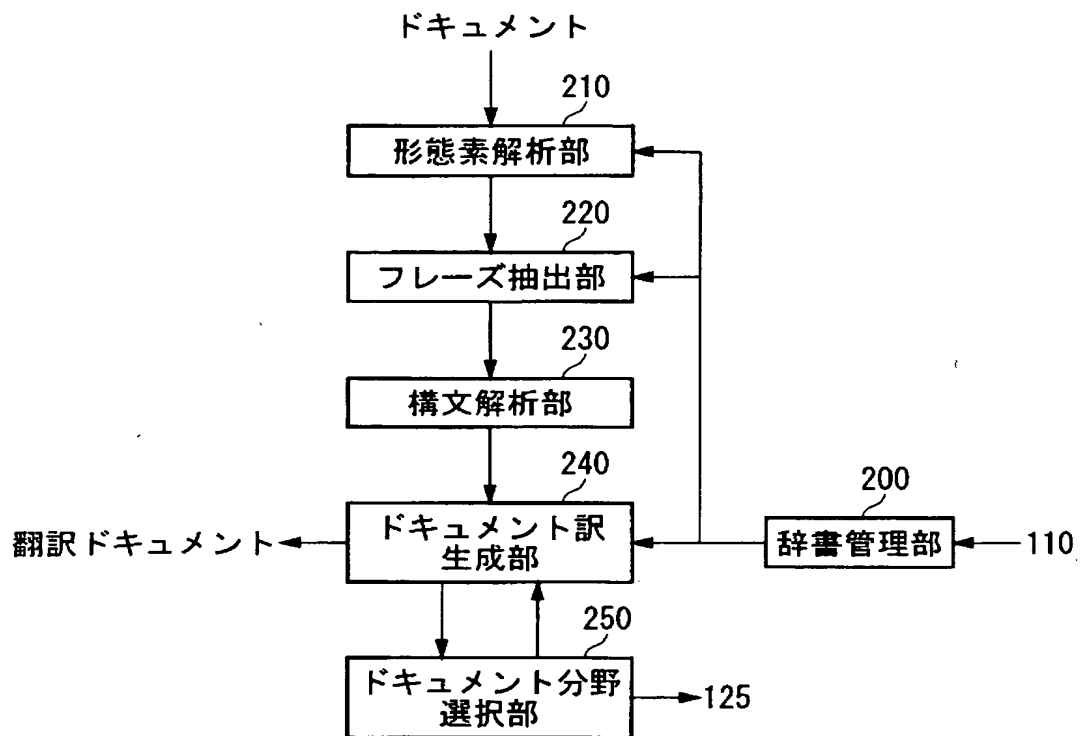 ドキュメント
210
形態素解析部
220
フレーズ抽出部
230
構文解析部
240
200
翻訳ドキュメント
ドキュメント訳
生成部
辞書管理部
110
250
ドキュメント分野
選択部
125